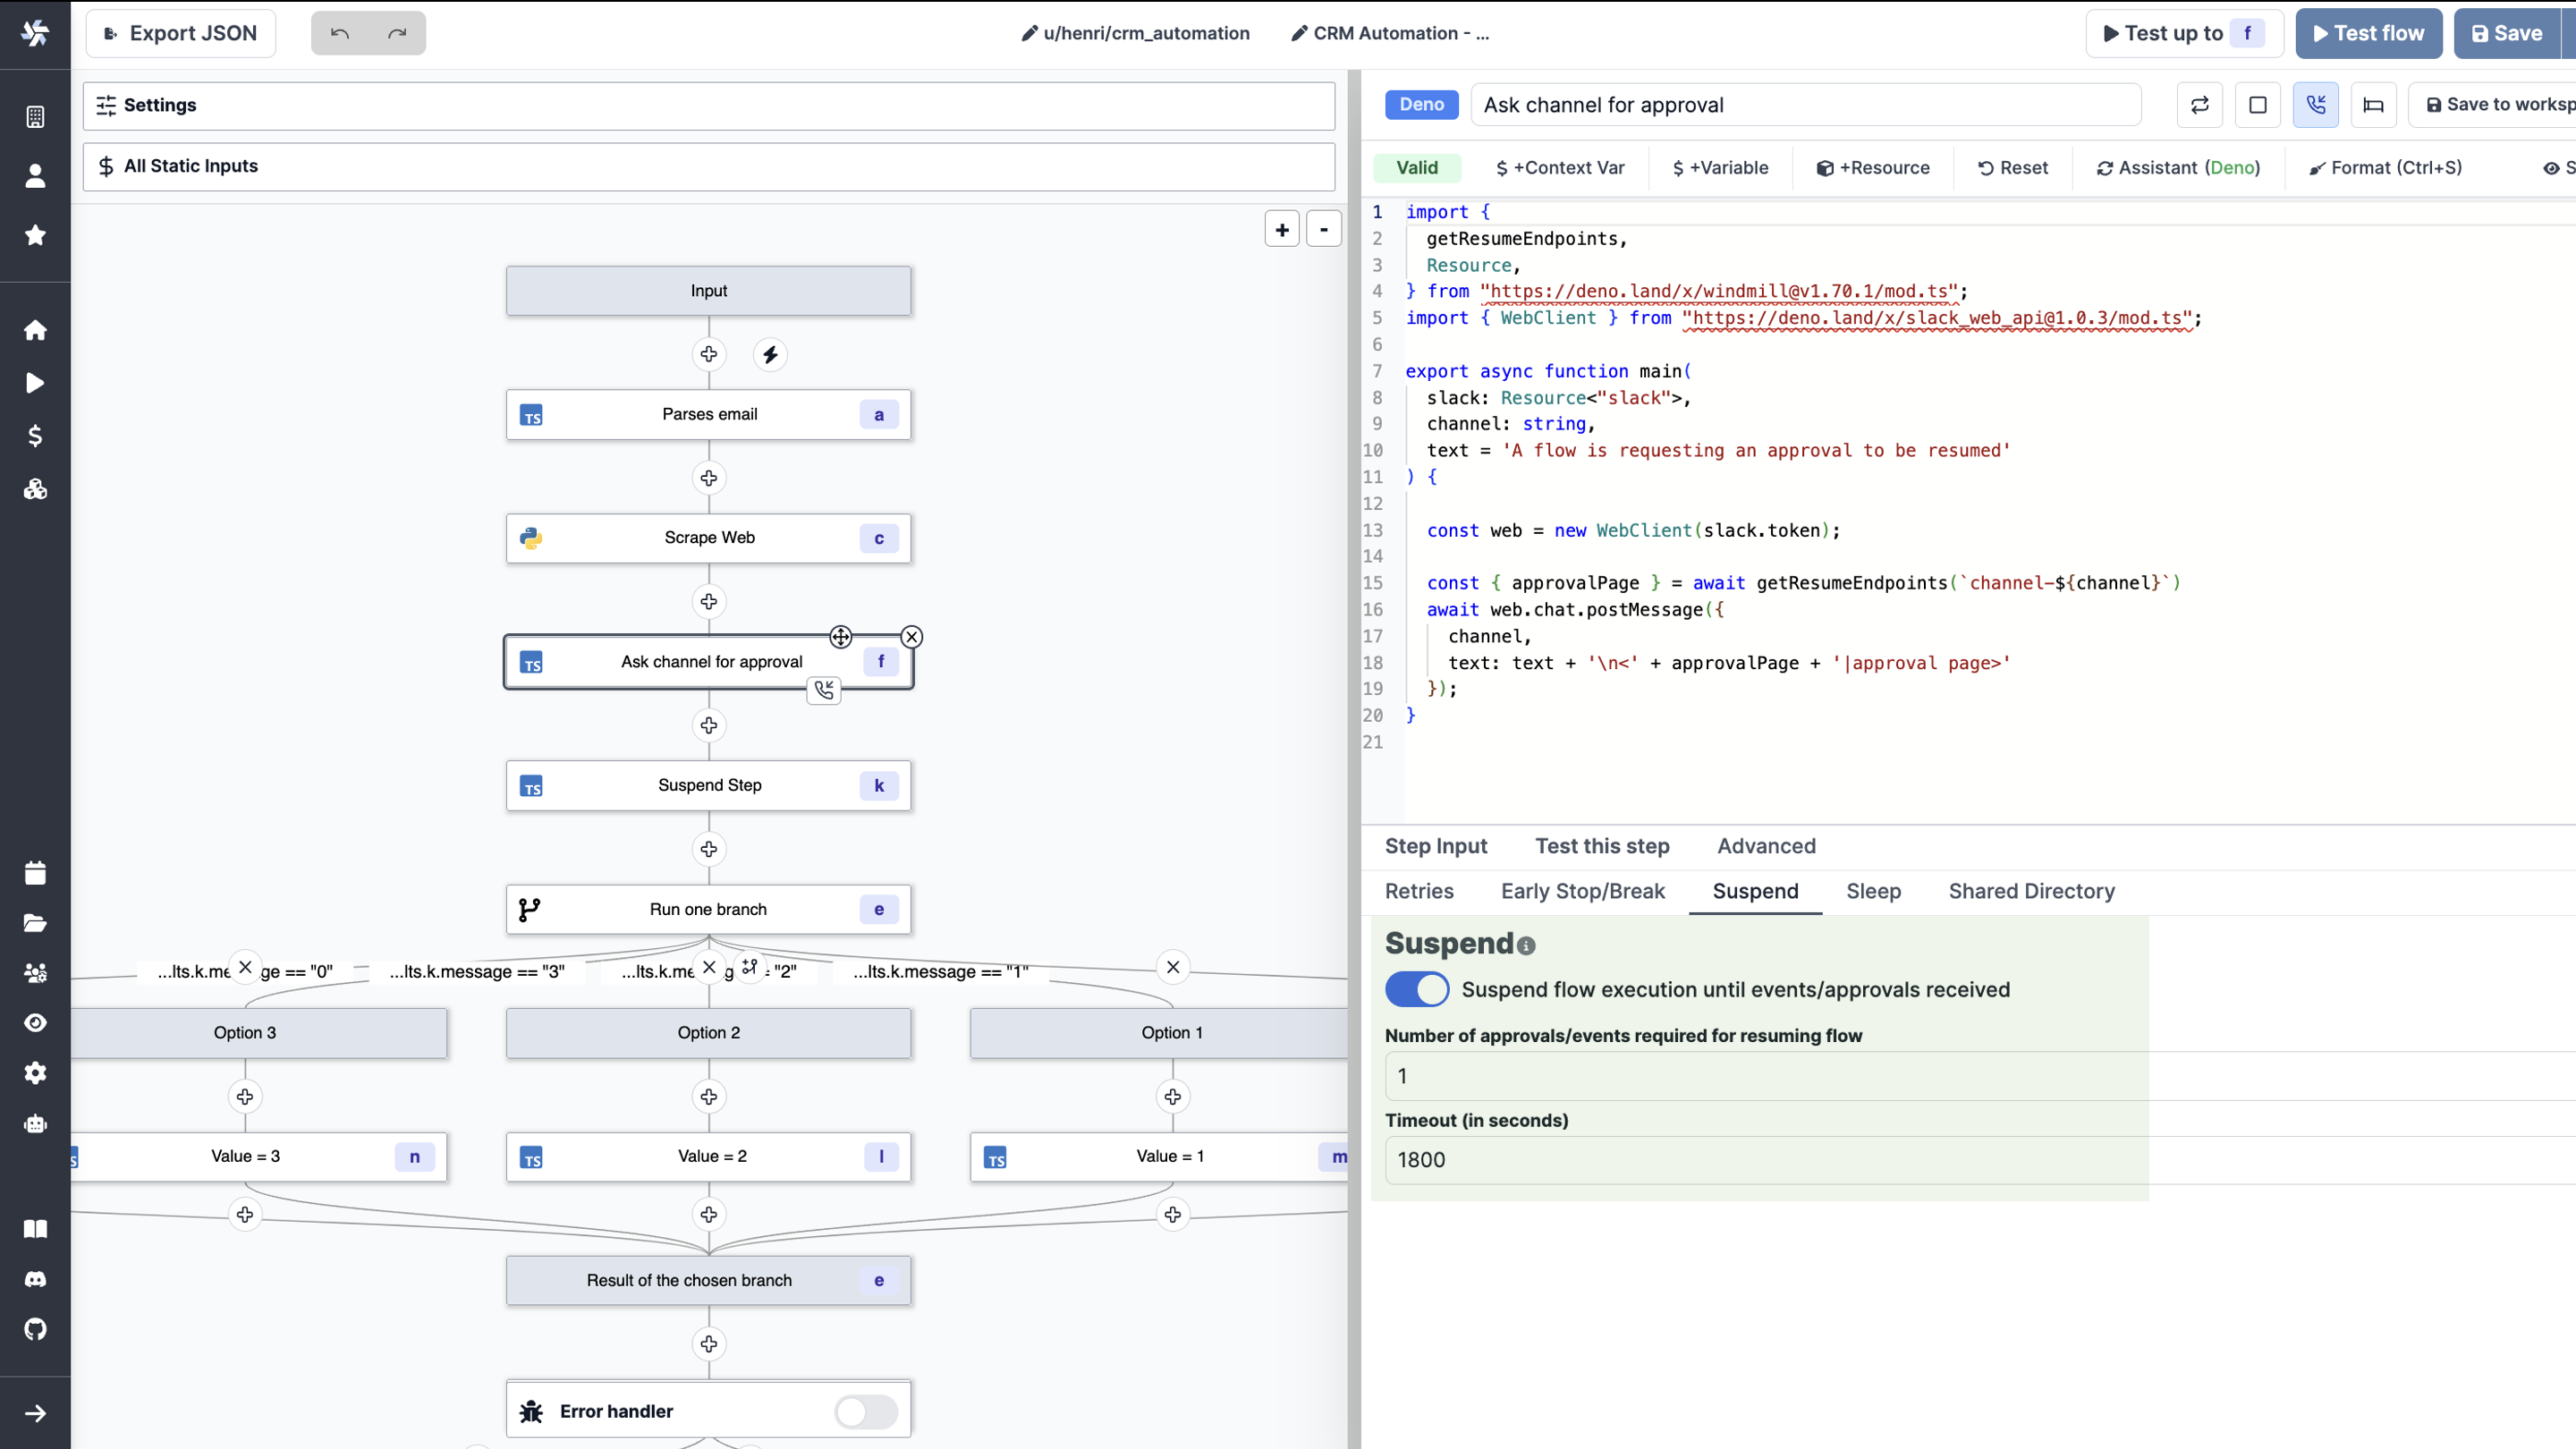 Export JSON
u/henri/crm_automation
CRM Automation - ...
Test up to f
Test flow
Save
Settings
All Static Inputs
+
-
Input
TS Parses email a
Scrape Web c
TS Ask channel for approval f
TS Suspend Step k
Run one branch e
...lts.k.message == "3"
...lts.k.message == "1"
Option 3
Option 2
Option 1
Value = 3 n
TS Value = 2 l
TS Value = 1 m
Result of the chosen branch e
Error handler
Deno
Ask channel for approval
Valid
$ +Context Var
$ +Variable
+Resource
Reset
Assistant (Deno)
Format (Ctrl+S)
1 import {
2 getResumeEndpoints,
3 Resource,
4 } from "https://deno.land/x/windmill@v1.70.1/mod.ts";
5 import { WebClient } from "https://deno.land/x/slack_web_api@1.0.3/mod.ts";
6
7 export async function main(
8 slack: Resource<"slack">,
9 channel: string,
10 text = 'A flow is requesting an approval to be resumed'
11 ) {
12
13 const web = new WebClient(slack.token);
14
15 const { approvalPage } = await getResumeEndpoints(`channel-${channel}`)
16 await web.chat.postMessage({
17 channel,
18 text: text + '\n<' + approvalPage + '|approval page>'
19 });
20 }
21
Step Input
Test this step
Advanced
Retries
Early Stop/Break
Suspend
Sleep
Shared Directory
Suspend
Suspend flow execution until events/approvals received
Number of approvals/events required for resuming flow
1
Timeout (in seconds)
1800